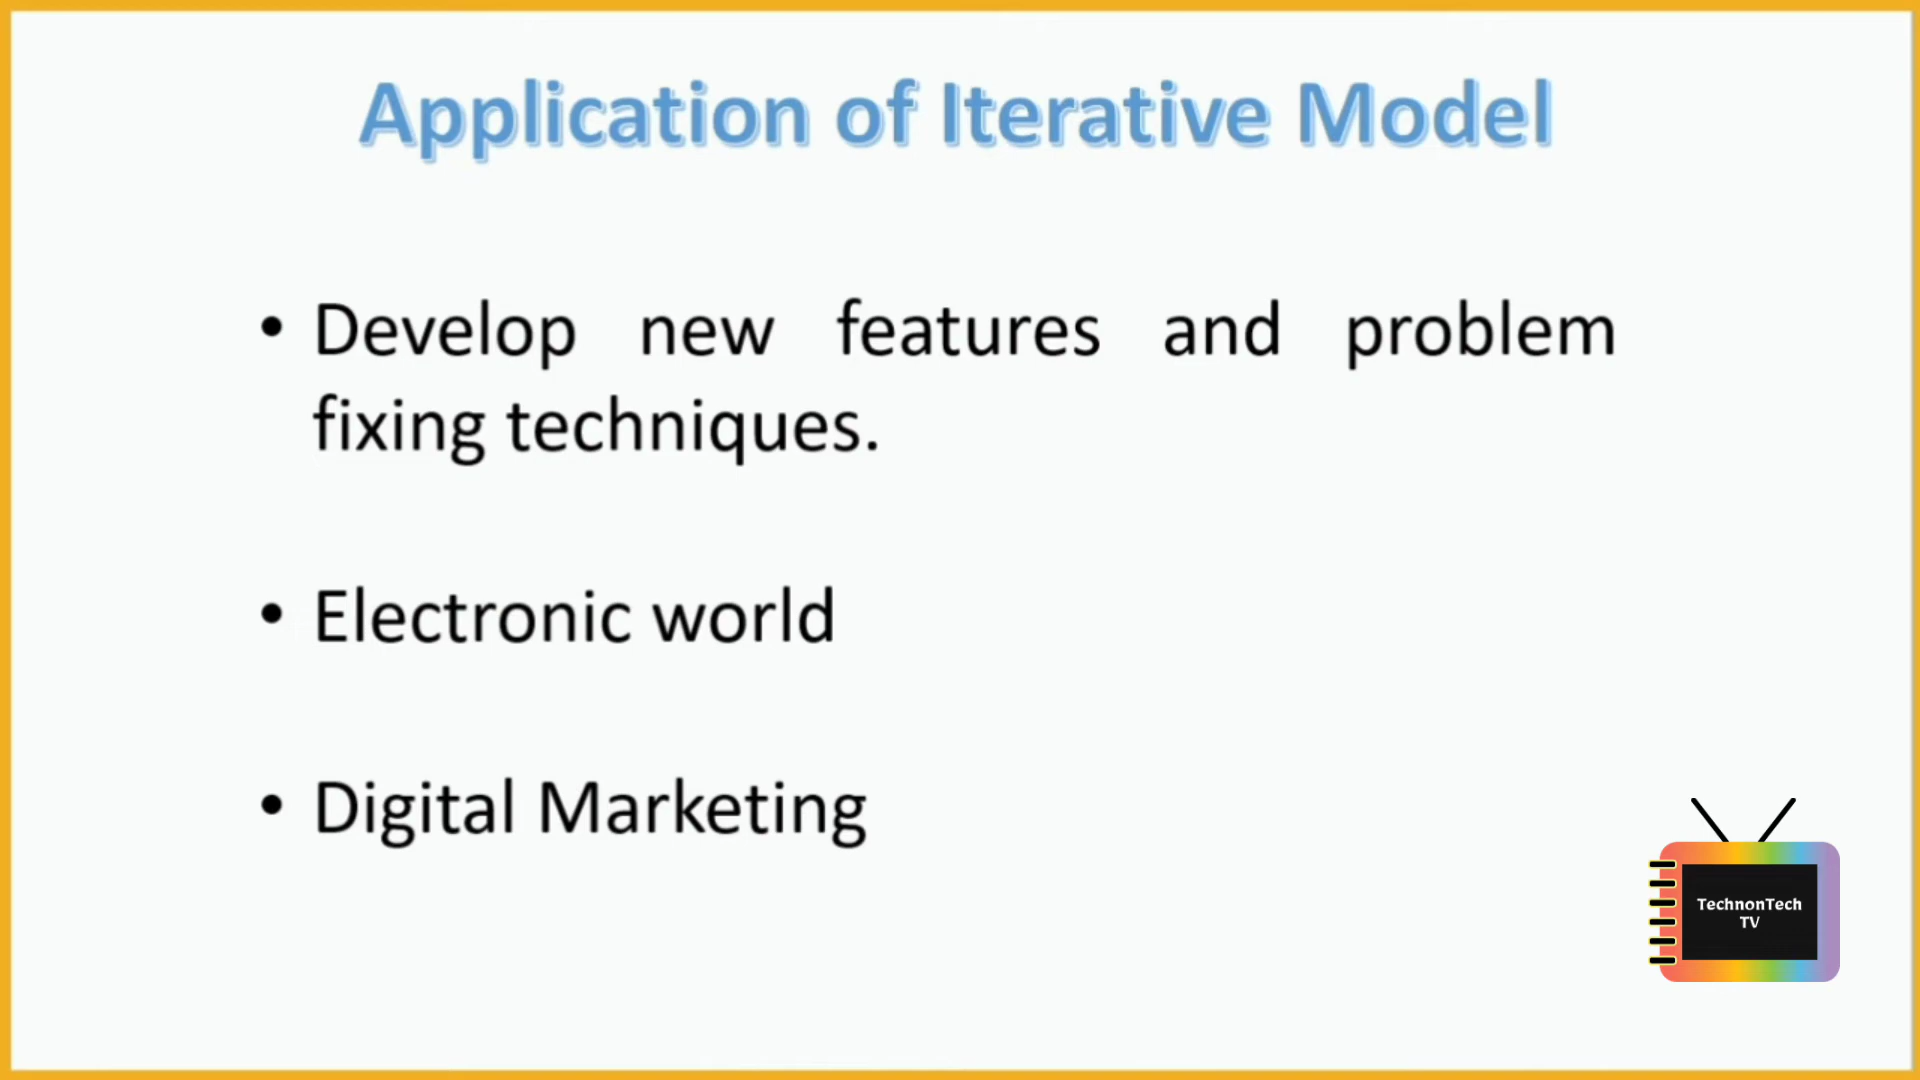 Application of Iterative Model
• Develop new features and problem
fixing techniques.
• Electronic world
• Digital Marketing
TechnonTech
TV